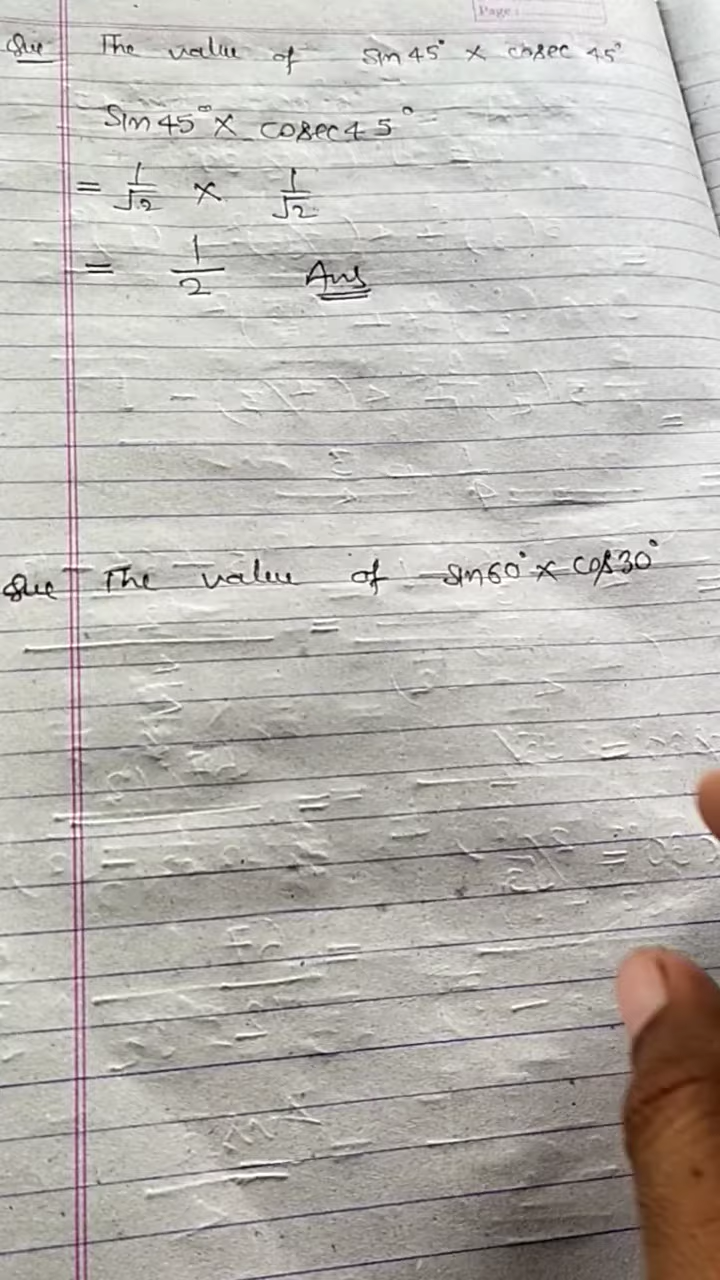 Page:
Que The value of sin 45° × cosec 45°
Sin 45° × cosec 45°
= 1/√2 × 1/√2
= 1/2 Ans
Que The value of sin 60° × cos 30°